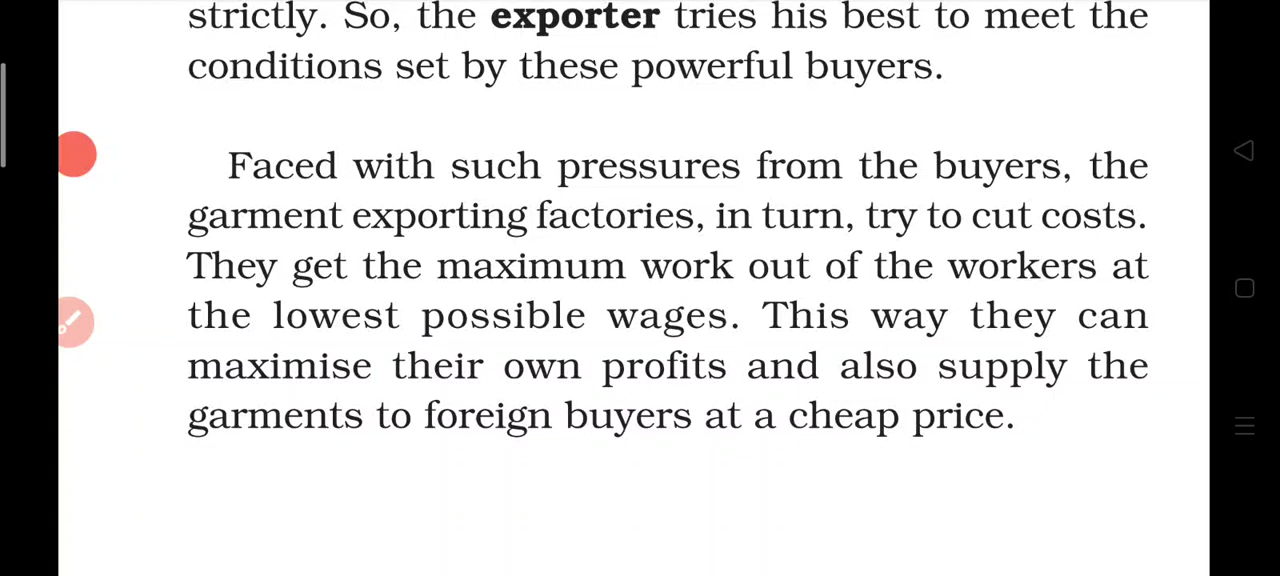 strictly. So, the exporter tries his best to meet the
conditions set by these powerful buyers.
Faced with such pressures from the buyers, the
garment exporting factories, in turn, try to cut costs.
They get the maximum work out of the workers at
the lowest possible wages. This way they can
maximise their own profits and also supply the
garments to foreign buyers at a cheap price.